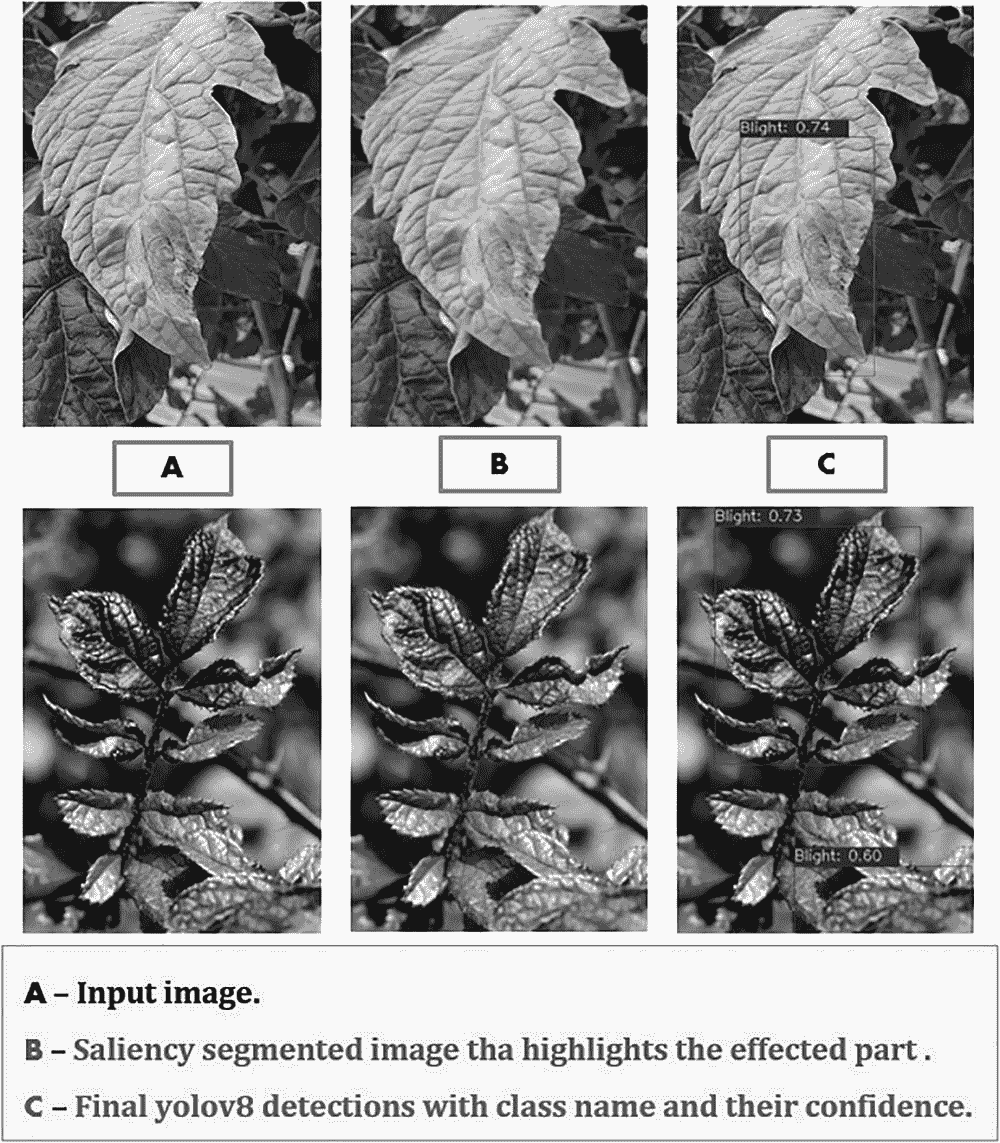 Blight: 0.74
A
B
C
Blight: 0.73
Blight: 0.60
A – Input image.
B – Saliency segmented image tha highlights the effected part .
C – Final yolov8 detections with class name and their confidence.